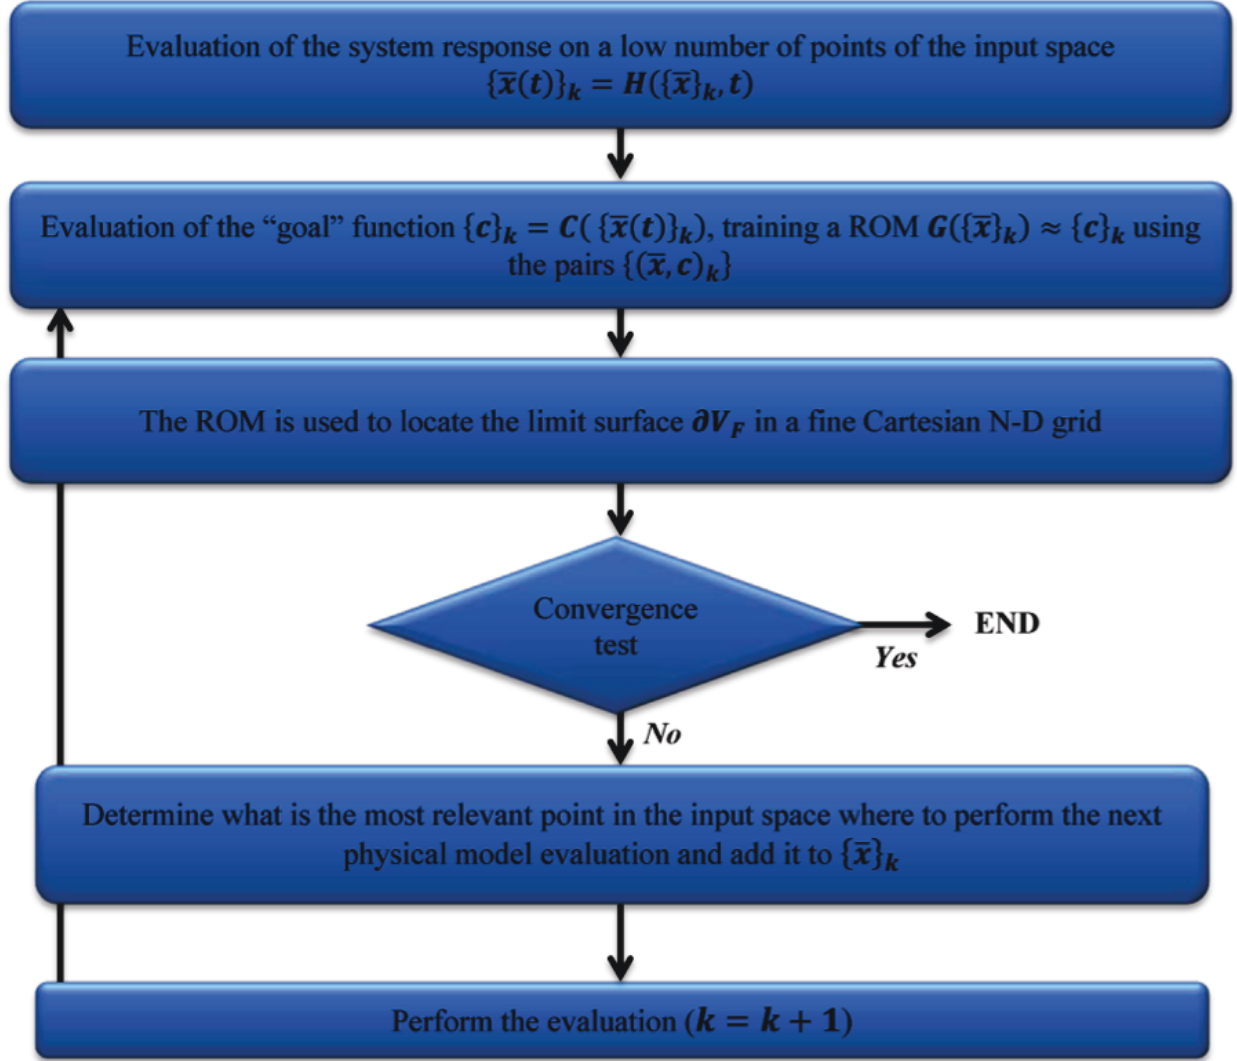 Evaluation of the system response on a low number of points of the input space
{x̅(t)}ₖ = H({x̅}ₖ, t)
Evaluation of the “goal” function {c}ₖ = C( {x̅(t)}ₖ), training a ROM G({x̅}ₖ) ≈ {c}ₖ using
the pairs {(x̅, c)ₖ}
The ROM is used to locate the limit surface ∂V_F in a fine Cartesian N-D grid
Convergence
test
END
Yes
No
Determine what is the most relevant point in the input space where to perform the next
physical model evaluation and add it to {x̅}ₖ
Perform the evaluation (k = k + 1)